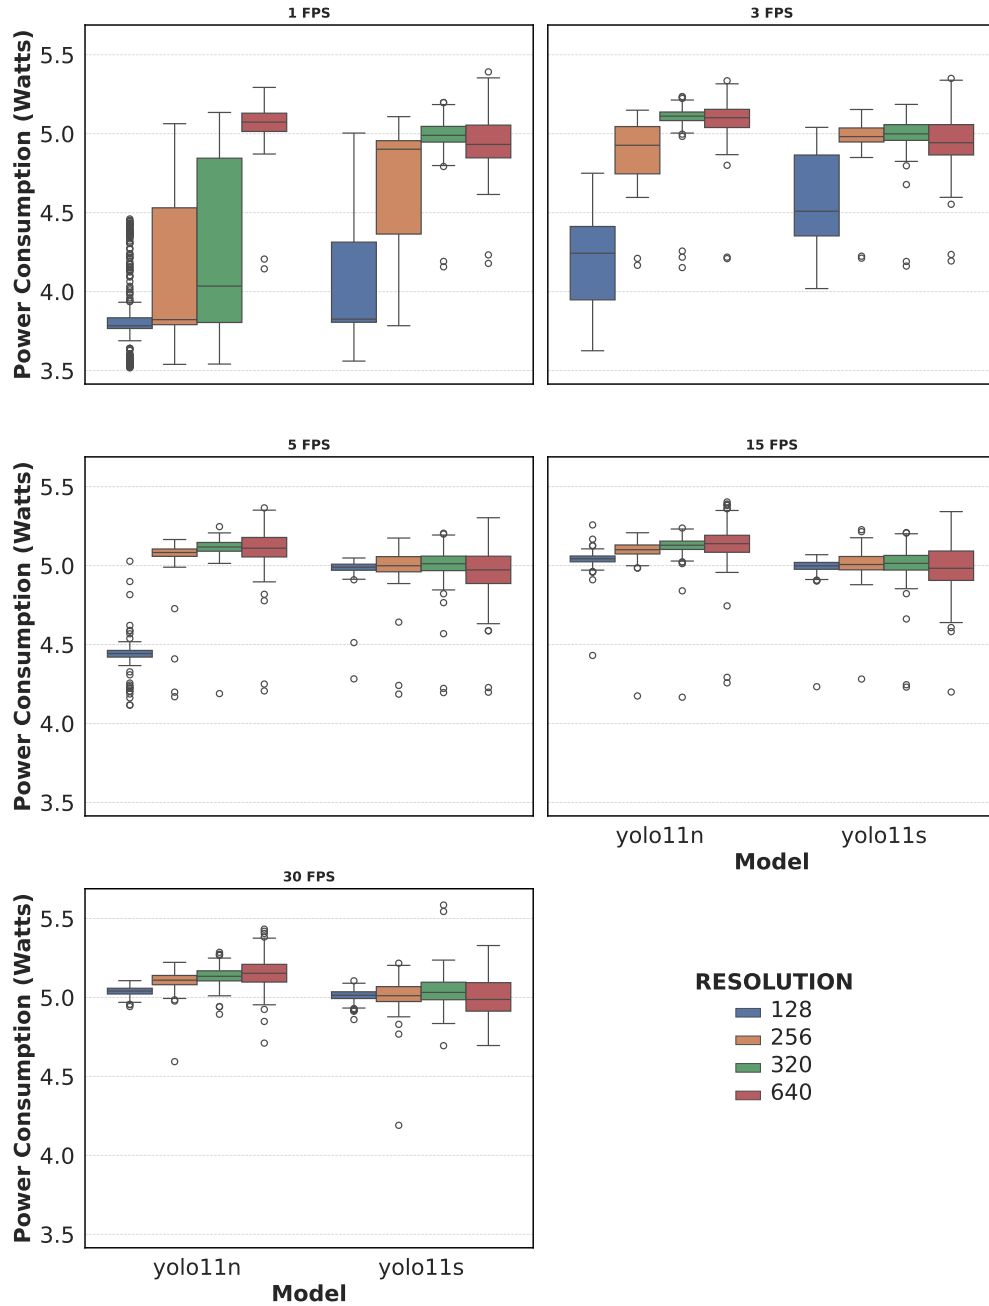 1 FPS
3 FPS
Power Consumption (Watts)
5.5
5.0
4.5
4.0
3.5
5 FPS
15 FPS
Power Consumption (Watts)
5.5
5.0
4.5
4.0
3.5
yolo11n yolo11s
Model
30 FPS
Power Consumption (Watts)
5.5
5.0
4.5
4.0
3.5
yolo11n yolo11s
Model
RESOLUTION
128
256
320
640